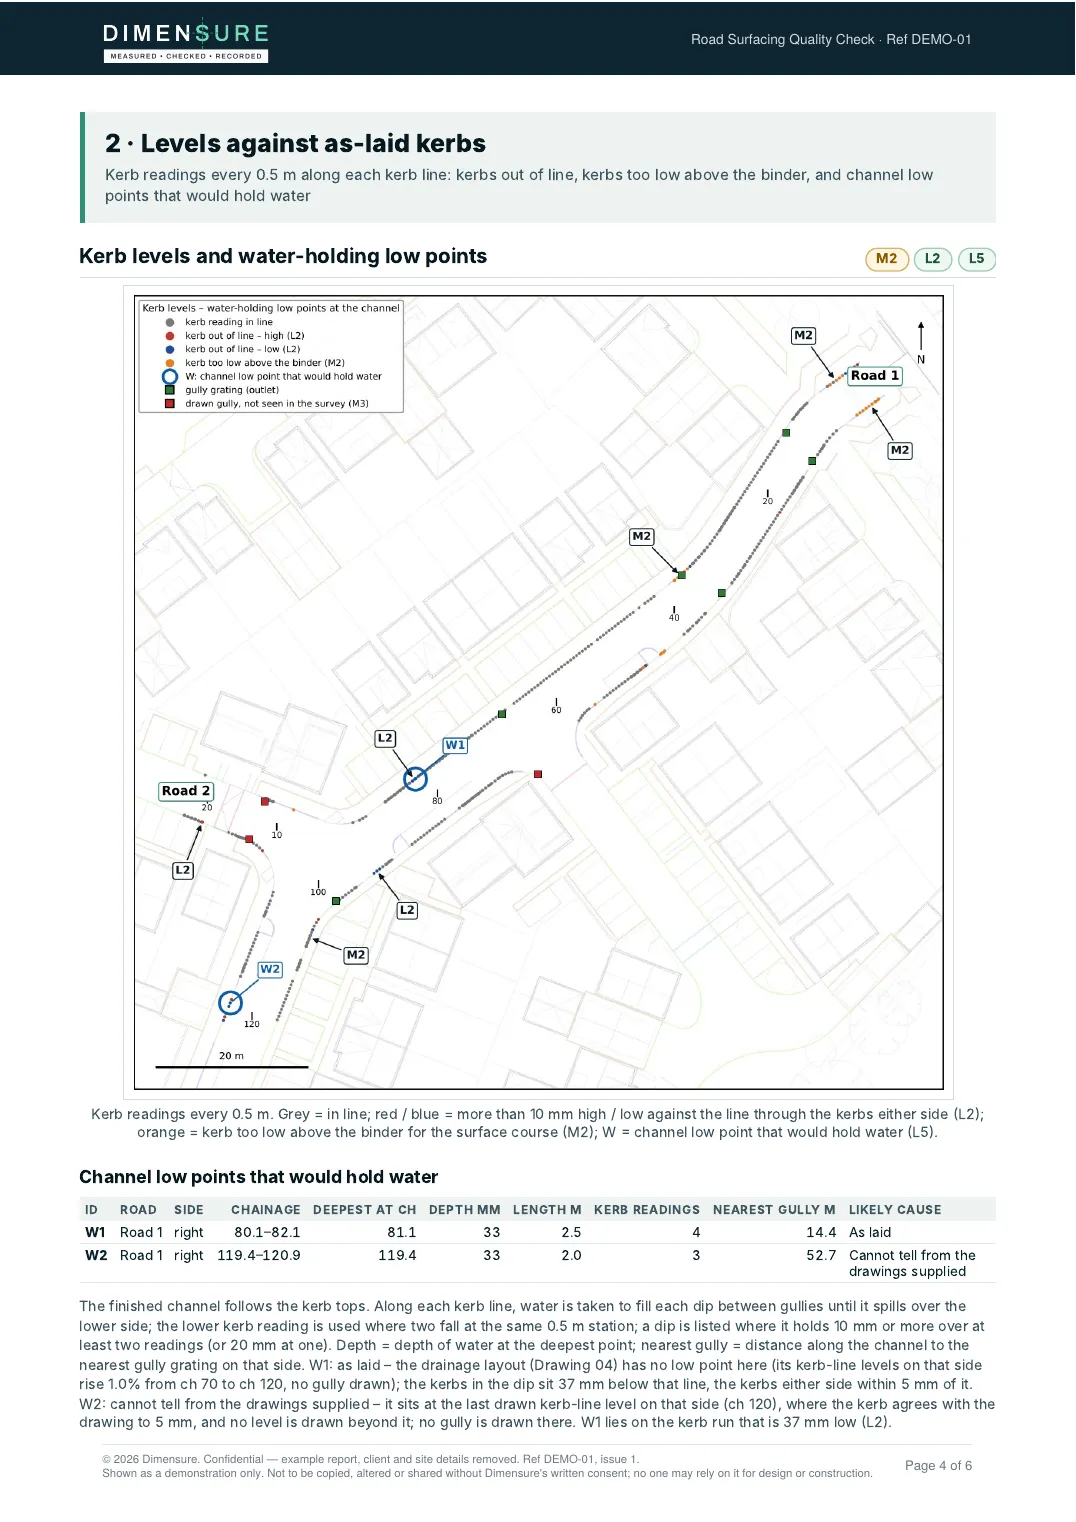 DIMENSURE
MEASURED • CHECKED • RECORDED
Road Surfacing Quality Check · Ref DEMO-01
2 · Levels against as-laid kerbs
Kerb readings every 0.5 m along each kerb line: kerbs out of line, kerbs too low above the binder, and channel low
points that would hold water
Kerb levels and water-holding low points
M2 L2 L5
Kerb levels – water-holding low points at the channel
kerb reading in line
kerb out of line – high (L2)
kerb out of line – low (L2)
kerb too low above the binder (M2)
W: channel low point that would hold water
gully grating (outlet)
drawn gully, not seen in the survey (M3)
M2
N
Road 1
M2
20
M2
40
60
L2
W1
Road 2
20
80
10
L2
100
L2
M2
W2
120
20 m
Kerb readings every 0.5 m. Grey = in line; red / blue = more than 10 mm high / low against the line through the kerbs either side (L2);
orange = kerb too low above the binder for the surface course (M2); W = channel low point that would hold water (L5).
Channel low points that would hold water
ID ROAD SIDE CHAINAGE DEEPEST AT CH DEPTH MM LENGTH M KERB READINGS NEAREST GULLY M LIKELY CAUSE
W1 Road 1 right 80.1–82.1 81.1 33 2.5 4 14.4 As laid
W2 Road 1 right 119.4–120.9 119.4 33 2.0 3 52.7 Cannot tell from the
drawings supplied
The finished channel follows the kerb tops. Along each kerb line, water is taken to fill each dip between gullies until it spills over the
lower side; the lower kerb reading is used where two fall at the same 0.5 m station; a dip is listed where it holds 10 mm or more over at
least two readings (or 20 mm at one). Depth = depth of water at the deepest point; nearest gully = distance along the channel to the
nearest gully grating on that side. W1: as laid – the drainage layout (Drawing 04) has no low point here (its kerb-line levels on that side
rise 1.0% from ch 70 to ch 120, no gully drawn); the kerbs in the dip sit 37 mm below that line, the kerbs either side within 5 mm of it.
W2: cannot tell from the drawings supplied – it sits at the last drawn kerb-line level on that side (ch 120), where the kerb agrees with the
drawing to 5 mm, and no level is drawn beyond it; no gully is drawn there. W1 lies on the kerb run that is 37 mm low (L2).
© 2026 Dimensure. Confidential — example report, client and site details removed. Ref DEMO-01, issue 1.
Shown as a demonstration only. Not to be copied, altered or shared without Dimensure's written consent; no one may rely on it for design or construction.
Page 4 of 6